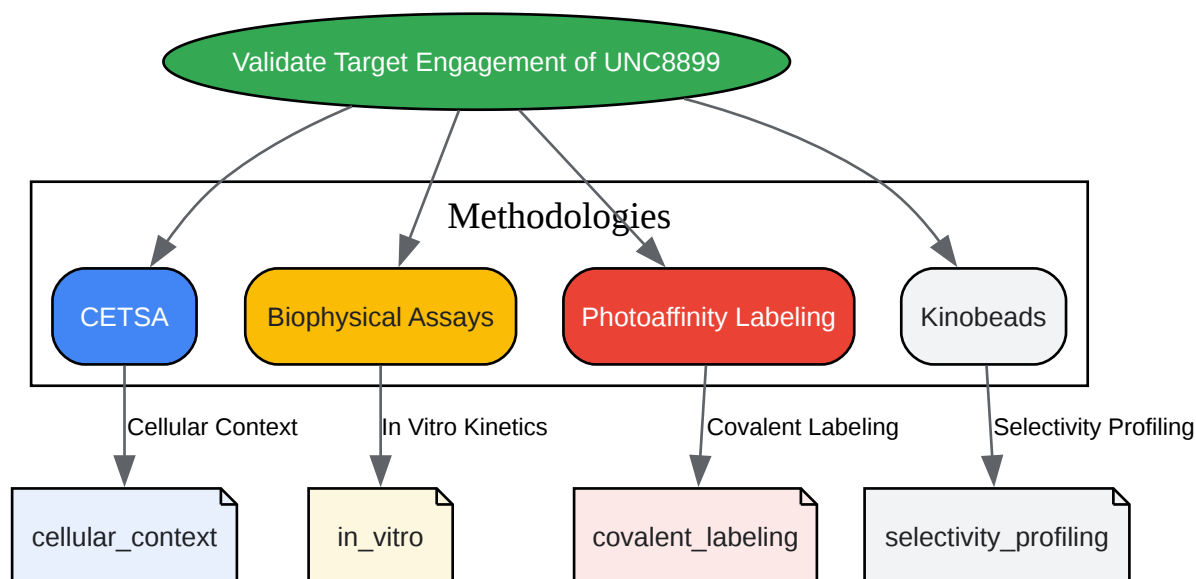 Validate Target Engagement of UNC8899
Methodologies
CETSA
Biophysical Assays
Photoaffinity Labeling
Kinobeads
Cellular Context
In Vitro Kinetics
Covalent Labeling
Selectivity Profiling
cellular_context
in_vitro
covalent_labeling
selectivity_profiling